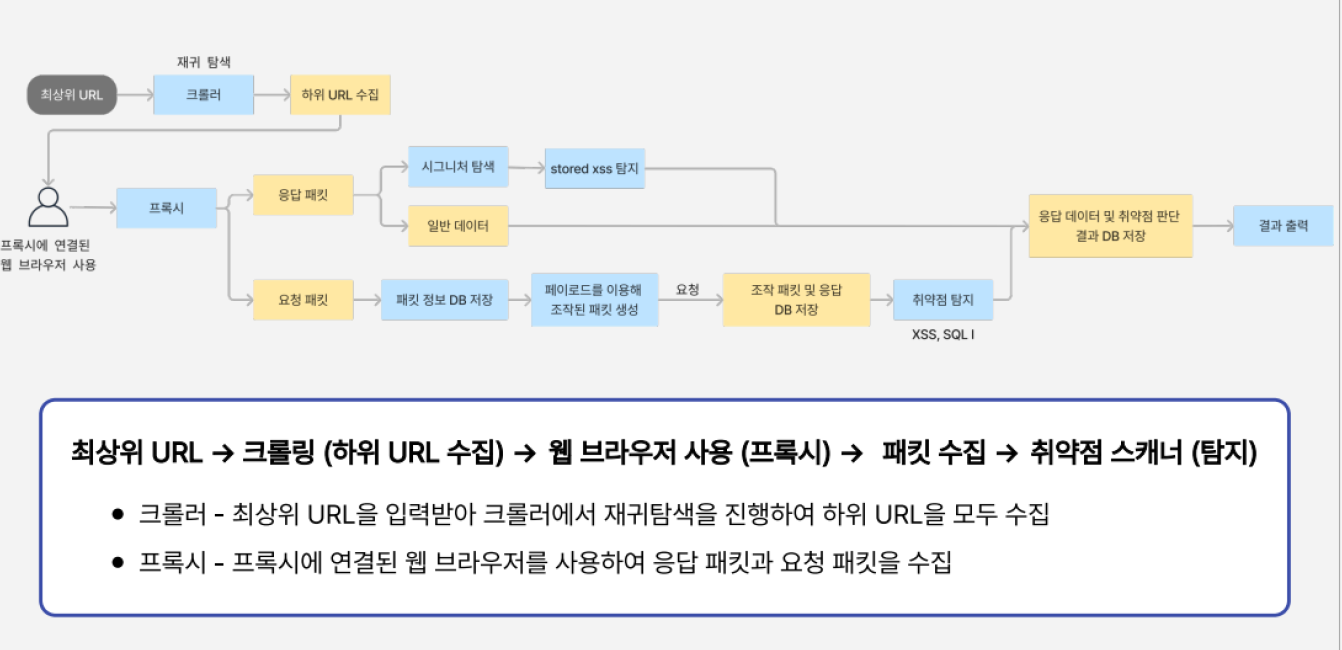 재귀 탐색
최상위 URL
크롤러
하위 URL 수집
프록시에 연결된
웹 브라우저 사용
프록시
응답 패킷
시그니처 탐색
stored xss 탐지
일반 데이터
요청 패킷
패킷 정보 DB 저장
페이로드를 이용해
조작된 패킷 생성
요청
조작 패킷 및 응답
DB 저장
취약점 탐지
XSS, SQL I
응답 데이터 및 취약점 판단
결과 DB 저장
결과 출력
최상위 URL → 크롤링 (하위 URL 수집) → 웹 브라우저 사용 (프록시) → 패킷 수집 → 취약점 스캐너 (탐지)
● 크롤러 - 최상위 URL을 입력받아 크롤러에서 재귀탐색을 진행하여 하위 URL을 모두 수집
● 프록시 - 프록시에 연결된 웹 브라우저를 사용하여 응답 패킷과 요청 패킷을 수집